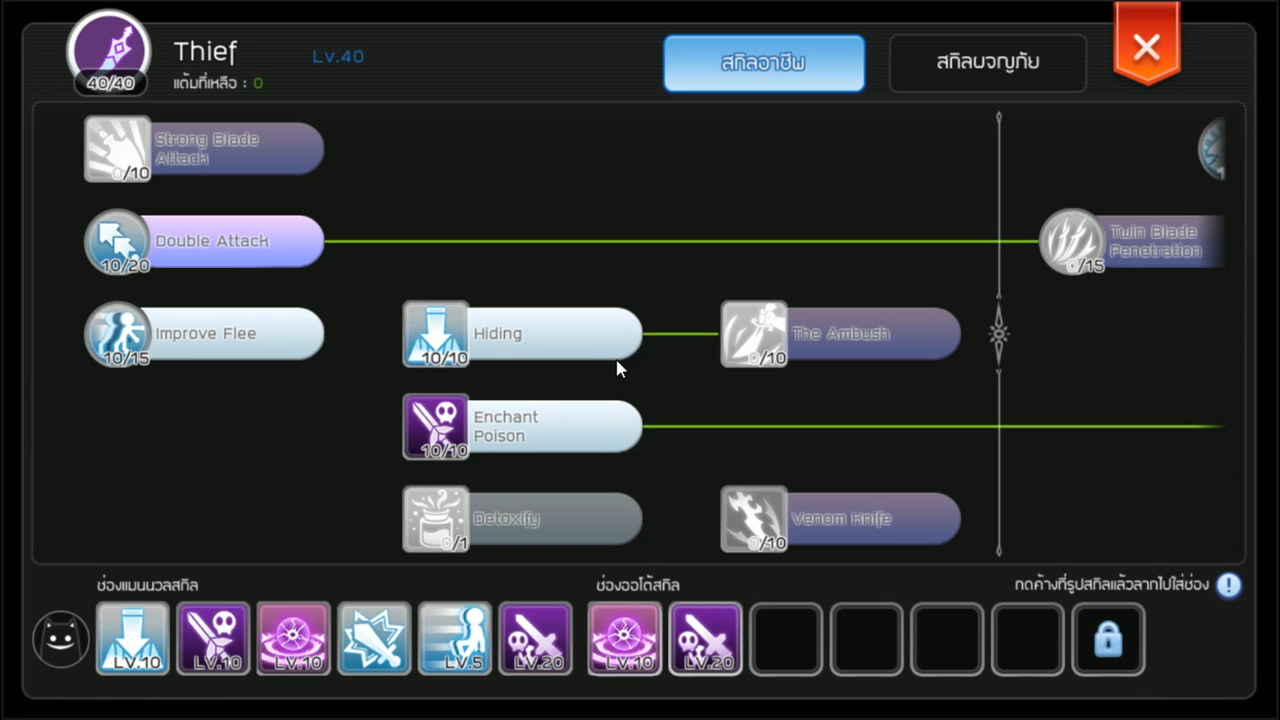 Thief
Lv.40
40/40
แต้มที่เหลือ : 0
สกิลอาชีพ
สกิลผจญภัย
Strong Blade
Attack
0/10
Double Attack
10/20
Twin Blade
Penetration
0/15
Improve Flee
10/15
Hiding
10/10
The Ambush
0/10
Enchant
Poison
10/10
Detoxify
0/1
Venom Knife
0/10
ช่องแมนนวลสกิล
ช่องออโต้สกิล
กดค้างที่รูปสกิลแล้วลากไปใส่ช่อง
LV.10
LV.10
LV.10
LV.5
LV.20
LV.10
LV.20